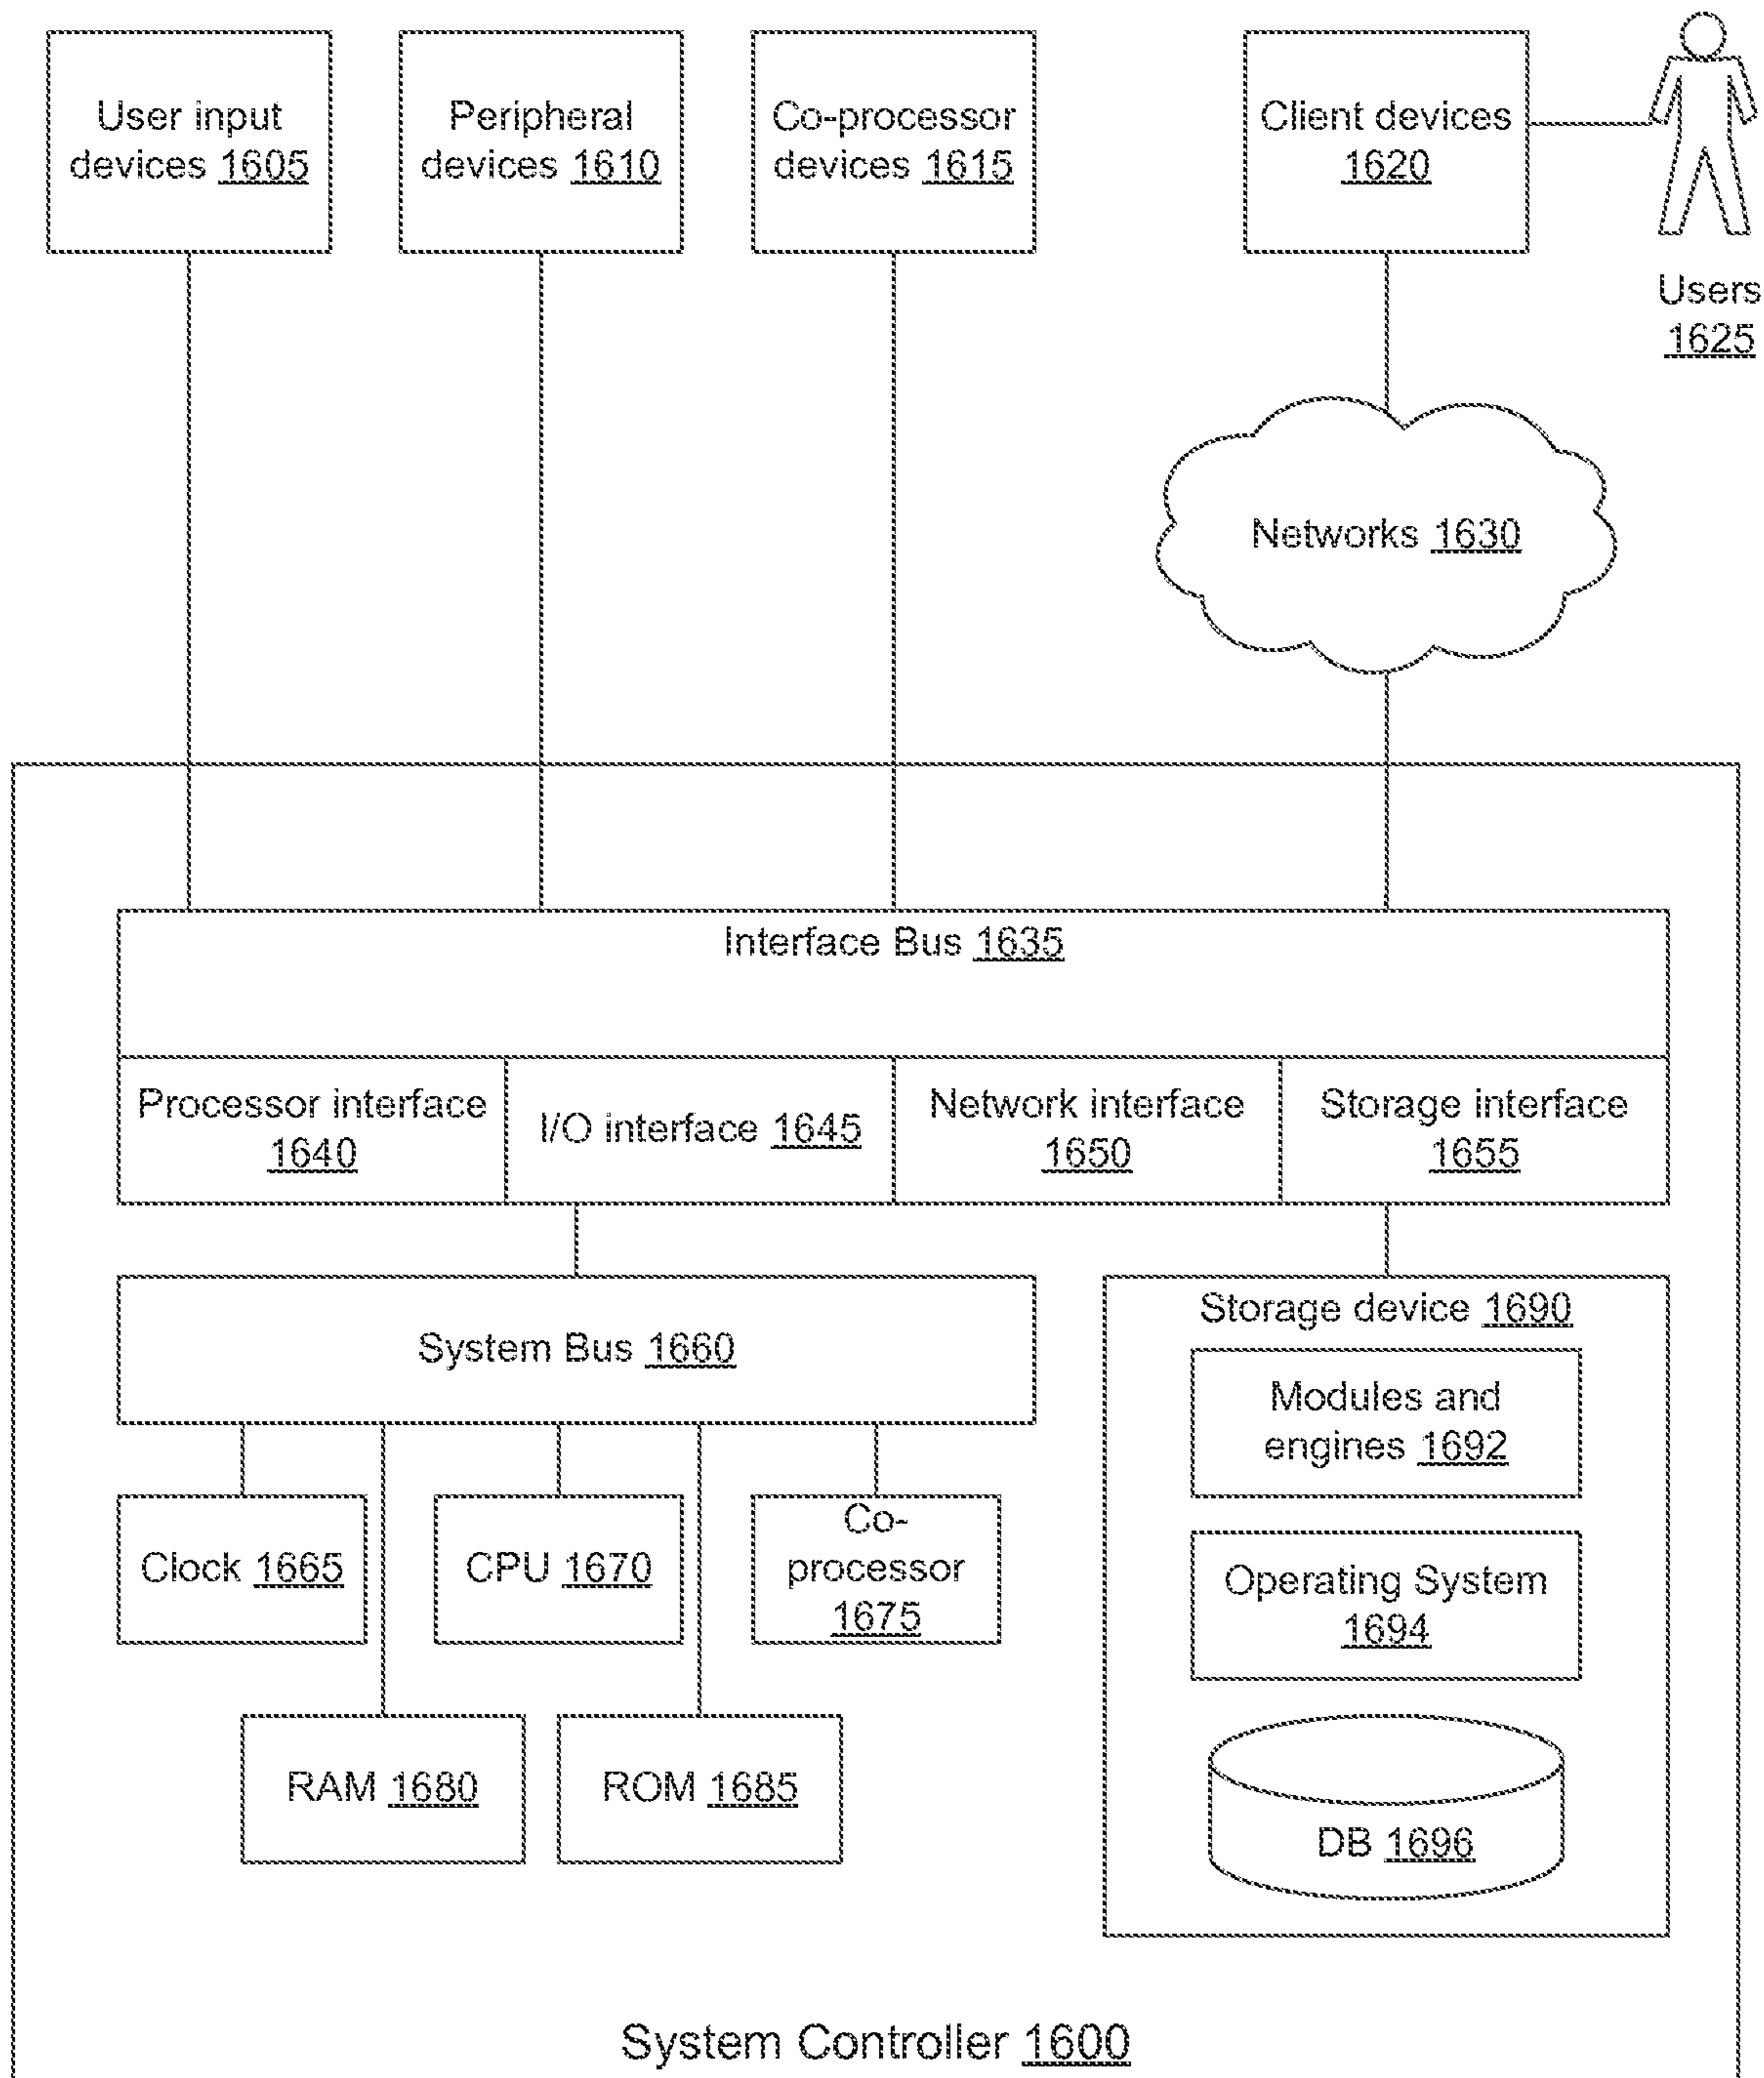 User input
devices 1605
Peripheral
devices 1610
Co-processor
devices 1615
Client devices
1620
Users
1625
Networks 1630
Interface Bus 1635
Processor interface
1640
I/O interface 1645
Network interface
1650
Storage interface
1655
System Bus 1660
Storage device 1690
Modules and
engines 1692
Clock 1665
CPU 1670
Co-
processor
1675
Operating System
1694
RAM 1680
ROM 1685
DB 1696
System Controller 1600